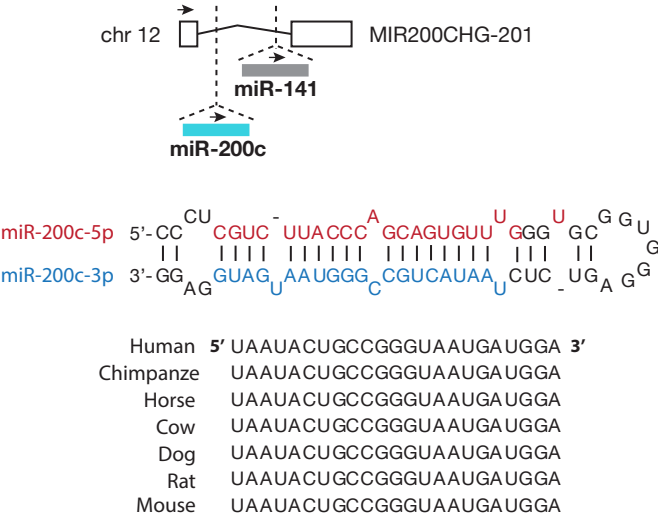 chr 12 MIR200CHG-201
miR-141
miR-200c
CU - A U U G G U
miR-200c-5p 5'-CC CGUC UUACCC GCAGUGUU GGG GC G
miR-200c-3p 3'-GG GUAG AAUGGG CGUCAUAA CUC UG G
AG U C U - A G
Human 5' UAAUACUGCCGGGUAAUGAUGGA 3'
Chimpanze UAAUACUGCCGGGUAAUGAUGGA
Horse UAAUACUGCCGGGUAAUGAUGGA
Cow UAAUACUGCCGGGUAAUGAUGGA
Dog UAAUACUGCCGGGUAAUGAUGGA
Rat UAAUACUGCCGGGUAAUGAUGGA
Mouse UAAUACUGCCGGGUAAUGAUGGA